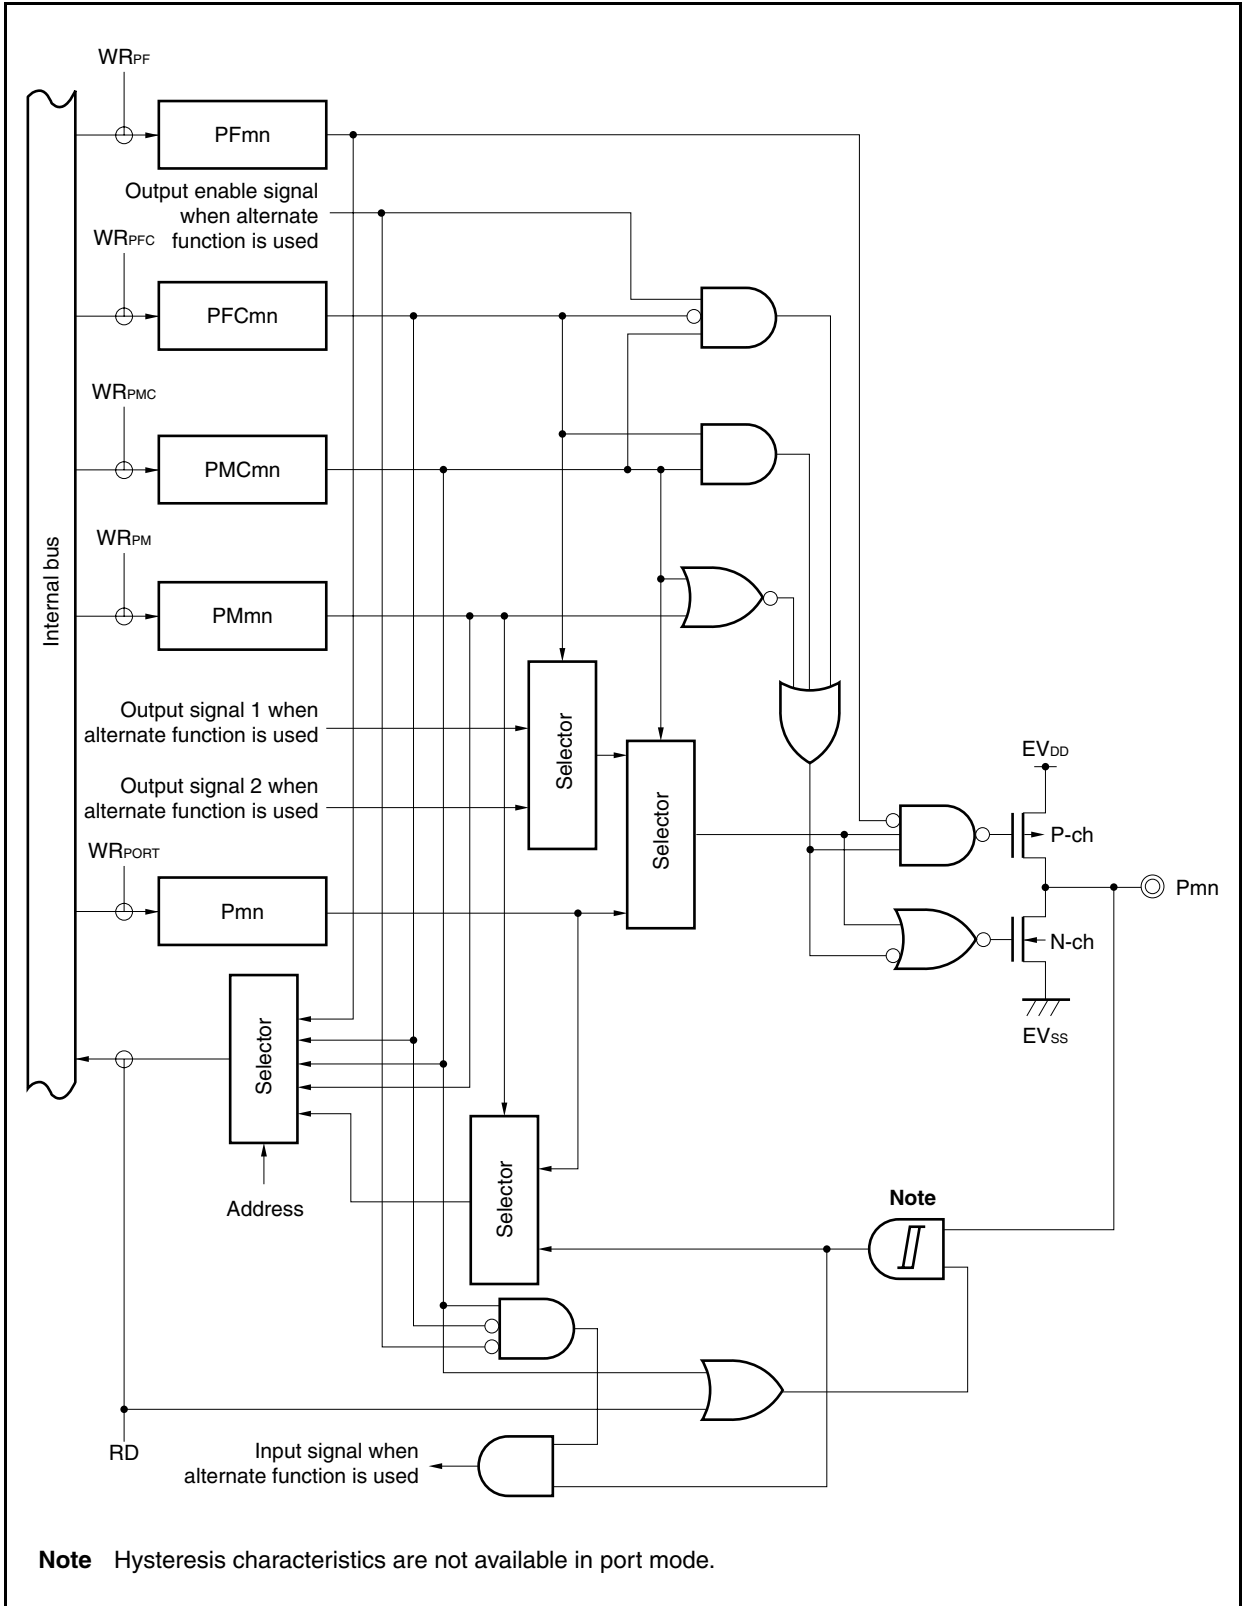 WRPF
PFmn
Output enable signal
when alternate
function is used
WRPFC
PFCmn
WRPMC
PMCmn
WRPM
PMmn
Internal bus
Output signal 1 when
alternate function is used
Output signal 2 when
alternate function is used
Selector
Selector
WRPORT
Pmn
EVDD
P-ch
Pmn
N-ch
EVSS
Selector
Address
Selector
Note
RD
Input signal when
alternate function is used
Note Hysteresis characteristics are not available in port mode.